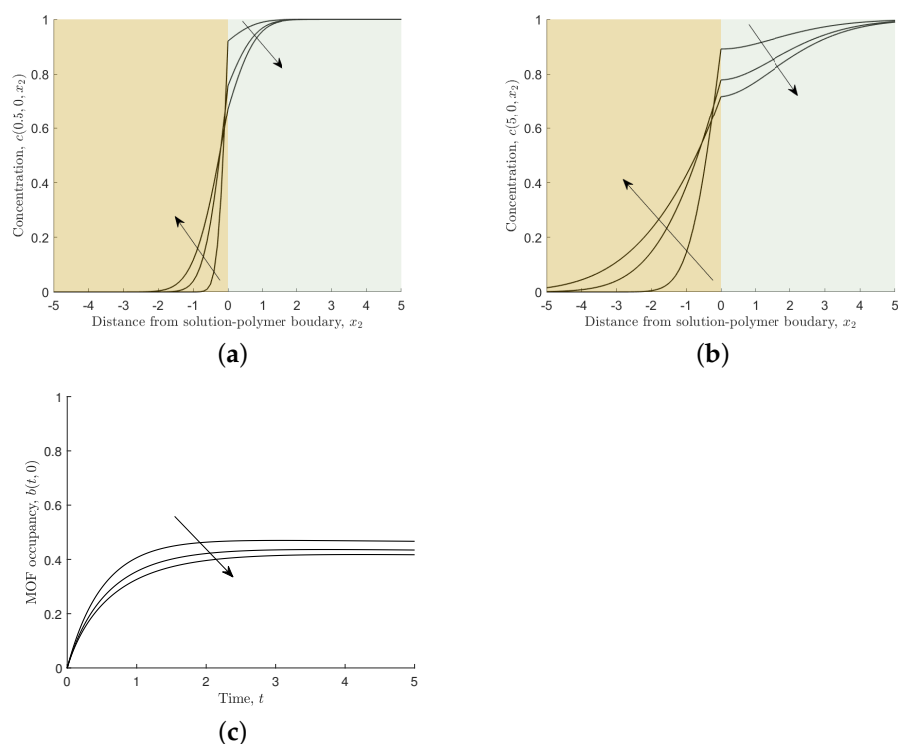 1
0.8
0.6
0.4
0.2
0
Concentration, c(0.5, 0, x₂)
-5 -4 -3 -2 -1 0 1 2 3 4 5
Distance from solution-polymer boudary, x₂
(a)
1
0.8
0.6
0.4
0.2
0
Concentration, c(5, 0, x₂)
-5 -4 -3 -2 -1 0 1 2 3 4 5
Distance from solution-polymer boudary, x₂
(b)
1
0.8
0.6
0.4
0.2
0
MOF occupancy, b(t, 0)
0 1 2 3 4 5
Time, t
(c)